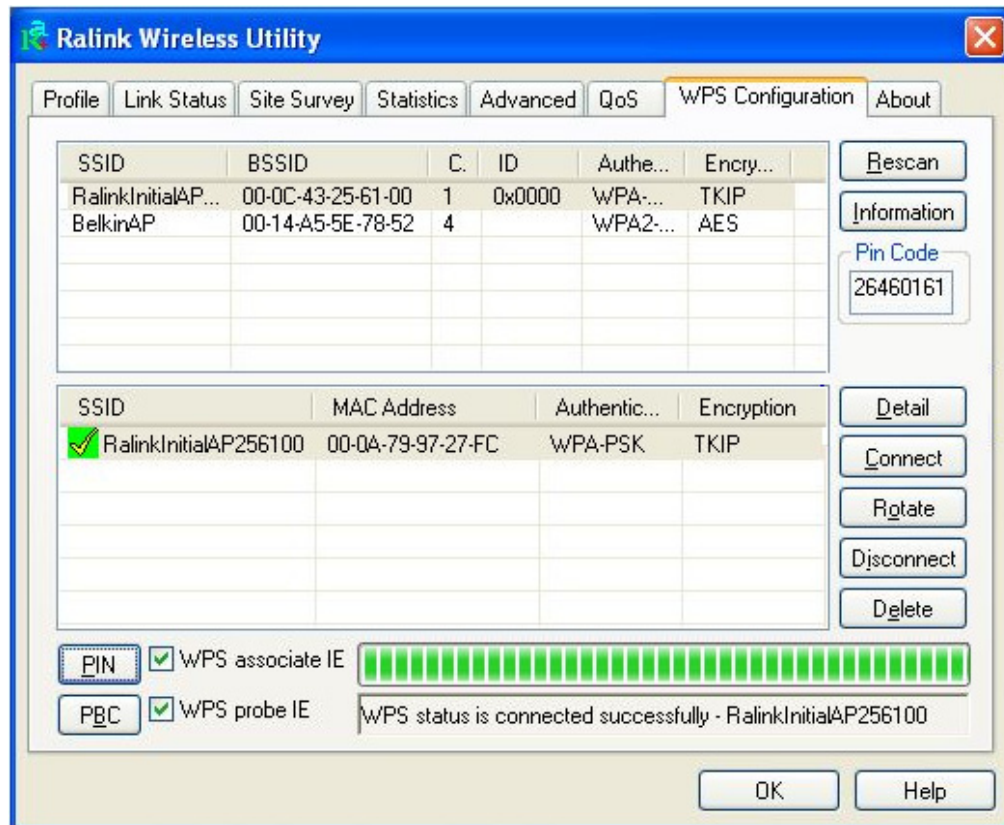 Ralink Wireless Utility
Profile Link Status Site Survey Statistics Advanced QoS WPS Configuration About
SSID BSSID C. ID Authe... Encry...
RalinkInitialAP... 00-0C-43-25-61-00 1 0x0000 WPA-... TKIP
BelkinAP 00-14-A5-5E-78-52 4 WPA2-... AES
Rescan
Information
Pin Code
26460161
SSID MAC Address Authentic... Encryption
RalinkInitialAP256100 00-0A-79-97-27-FC WPA-PSK TKIP
Detail
Connect
Rotate
Disconnect
Delete
PIN WPS associate IE
PBC WPS probe IE WPS status is connected successfully - RalinkInitialAP256100
OK Help